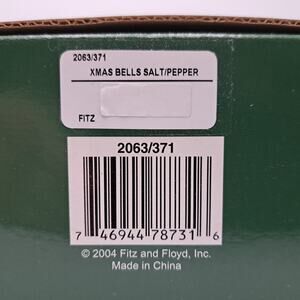 2063/371
XMAS BELLS SALT/PEPPER
FITZ
2063/371
7 46944 78731 6
© 2004 Fitz and Floyd, Inc.
Made in China